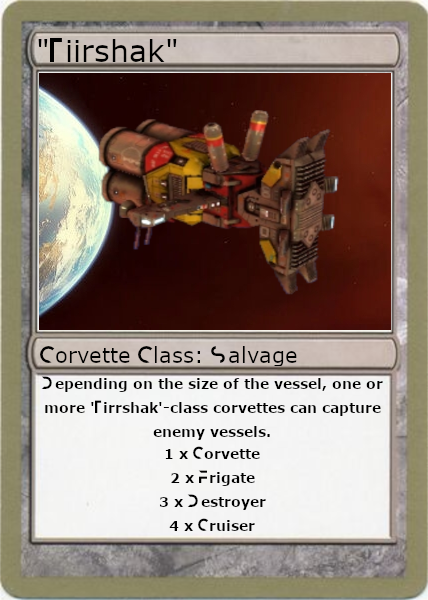 "Tiirshak"
Corvette Class: Salvage
Depending on the size of the vessel, one or
more 'Tirrshak'-class corvettes can capture
enemy vessels.
1 x Corvette
2 x Frigate
3 x Destroyer
4 x Cruiser